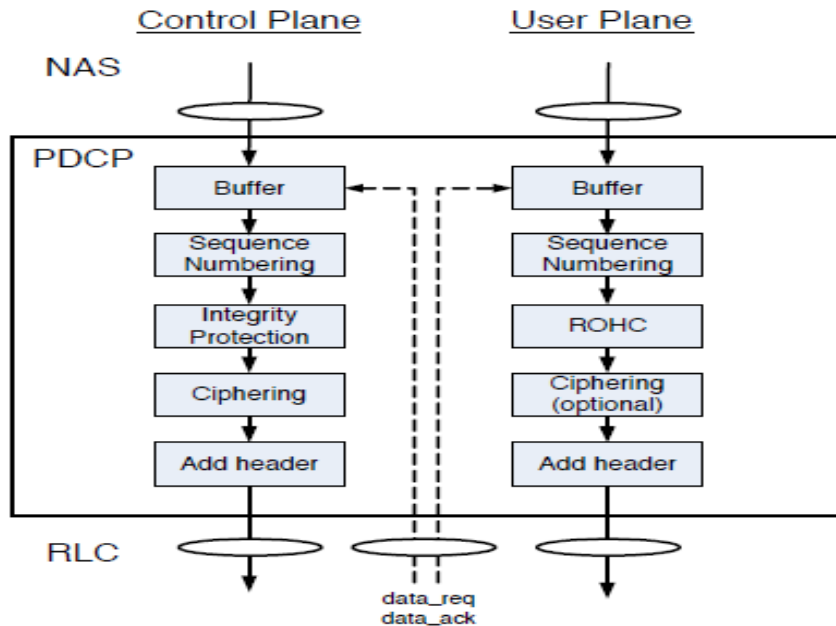 Control Plane
User Plane
NAS
PDCP
Buffer
Buffer
Sequence
Numbering
Sequence
Numbering
Integrity
Protection
ROHC
Ciphering
Ciphering
(optional)
Add header
Add header
RLC
data_req
data_ack